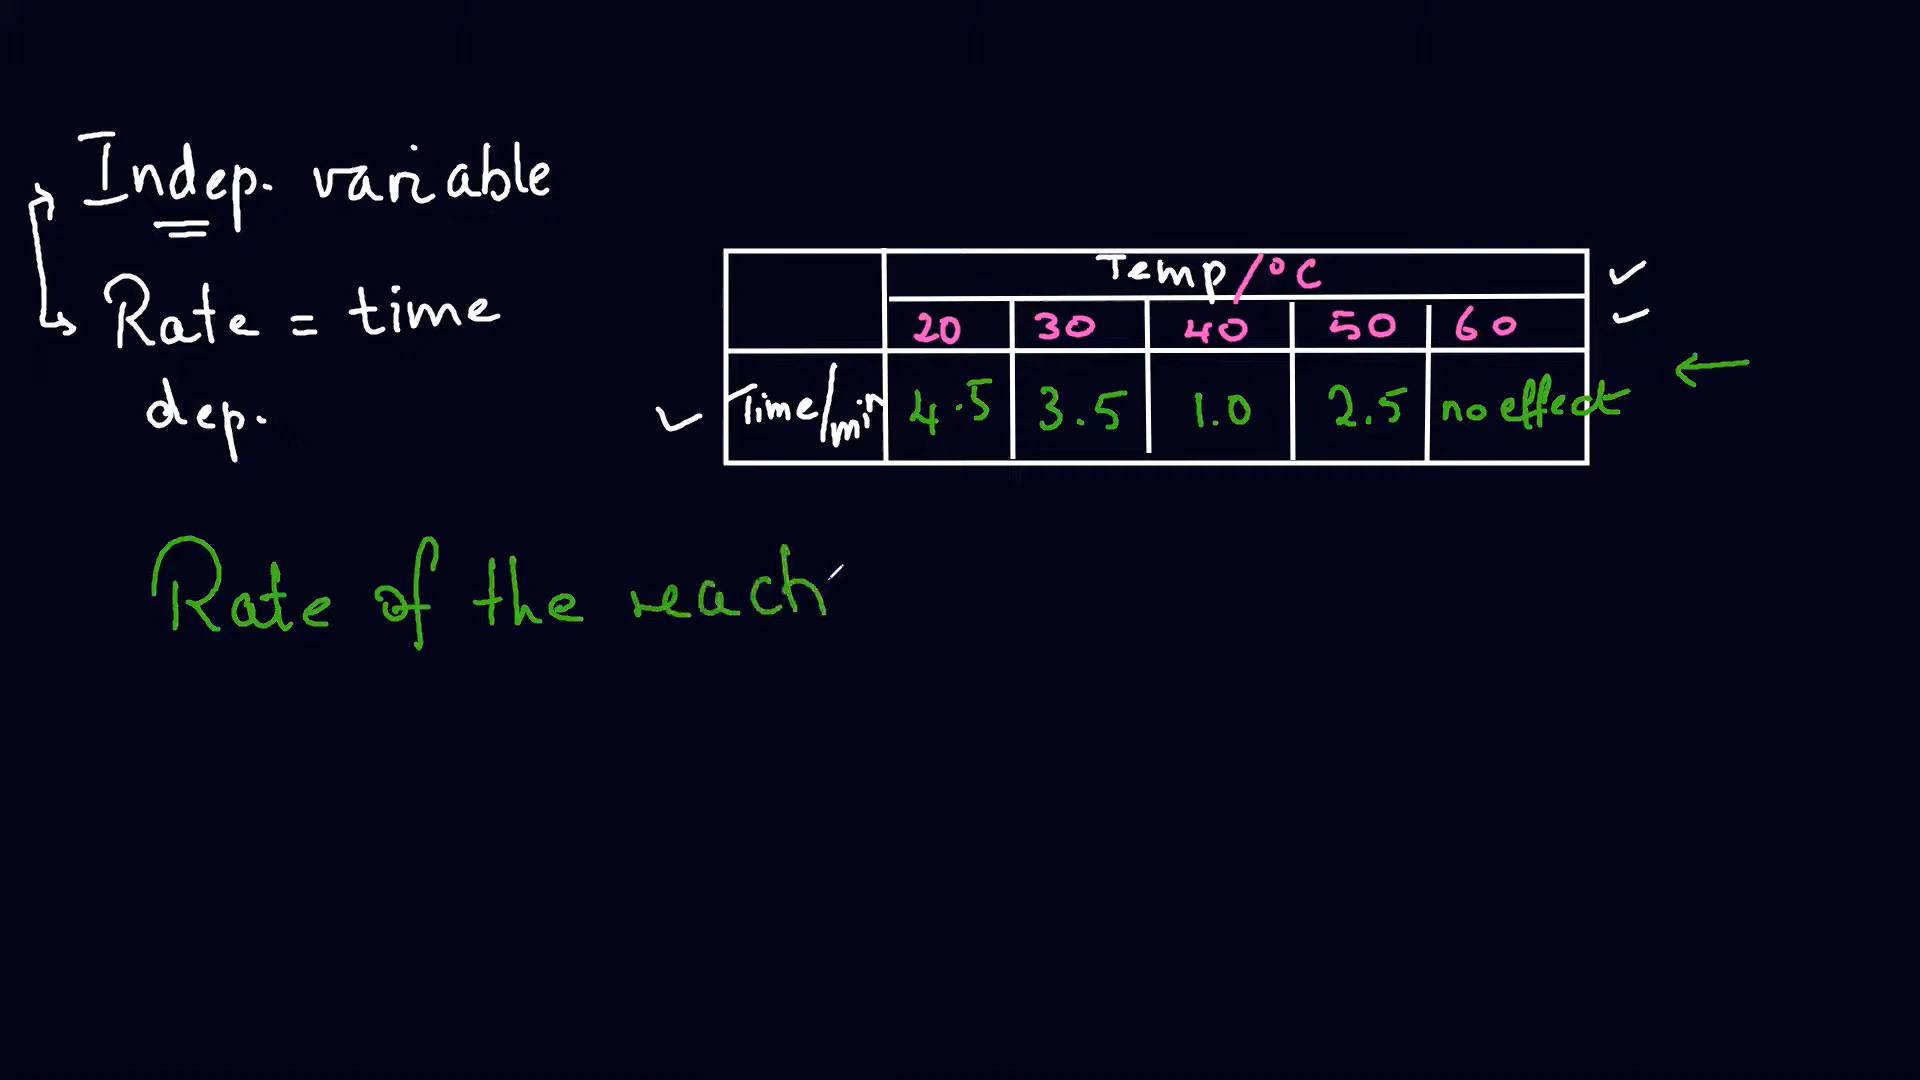 Indep. variable
Rate = time
dep.
Temp/°C
20 30 40 50 60
Time/min 4.5 3.5 1.0 2.5 no effect
Rate of the reach